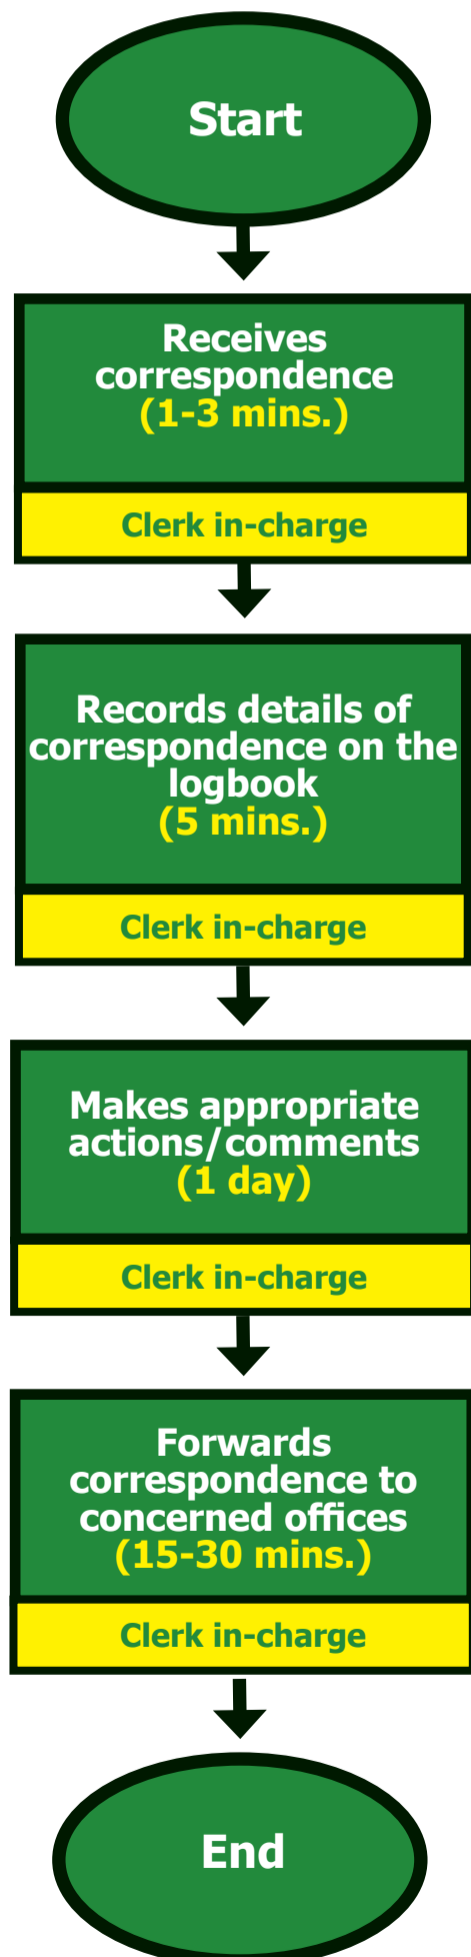 Start
Receives
correspondence
(1-3 mins.)
Clerk in-charge
Records details of
correspondence on the
logbook
(5 mins.)
Clerk in-charge
Makes appropriate
actions/comments
(1 day)
Clerk in-charge
Forwards
correspondence to
concerned offices
(15-30 mins.)
Clerk in-charge
End